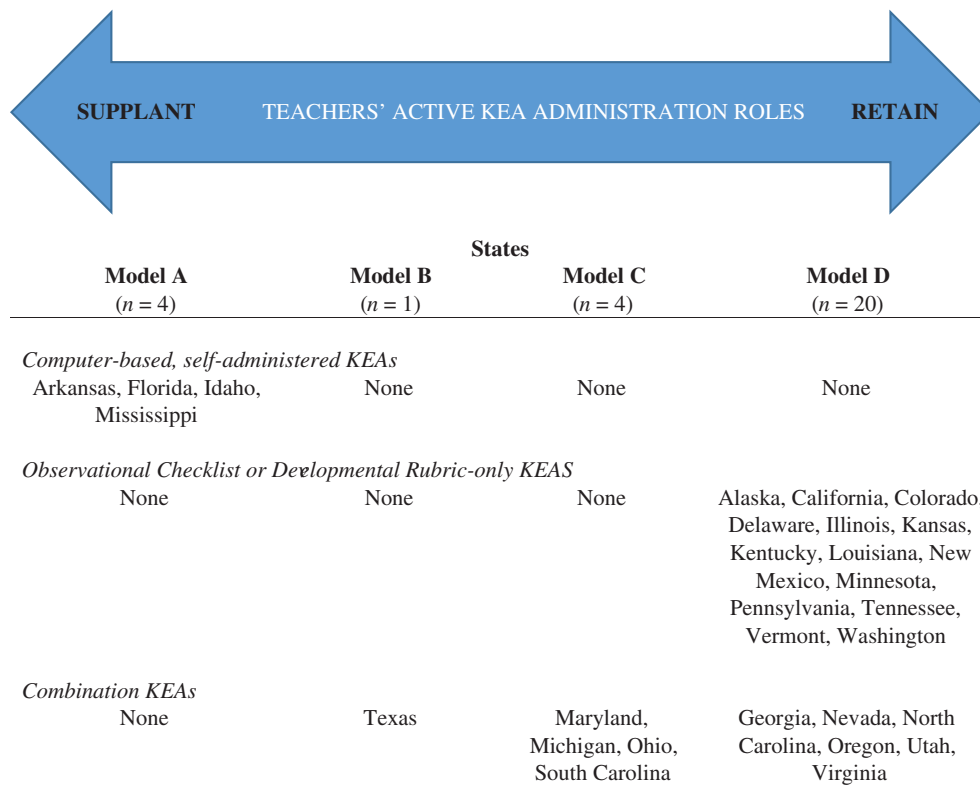 SUPPLANT TEACHERS’ ACTIVE KEA ADMINISTRATION ROLES RETAIN
States
Model A Model B Model C Model D
(n = 4) (n = 1) (n = 4) (n = 20)
Computer-based, self-administered KEAs
Arkansas, Florida, Idaho, None None None
Mississippi
Observational Checklist or Developmental Rubric-only KEAS
None None None Alaska, California, Colorado,
Delaware, Illinois, Kansas,
Kentucky, Louisiana, New
Mexico, Minnesota,
Pennsylvania, Tennessee,
Vermont, Washington
Combination KEAs
None Texas Maryland, Georgia, Nevada, North
Michigan, Ohio, Carolina, Oregon, Utah,
South Carolina Virginia